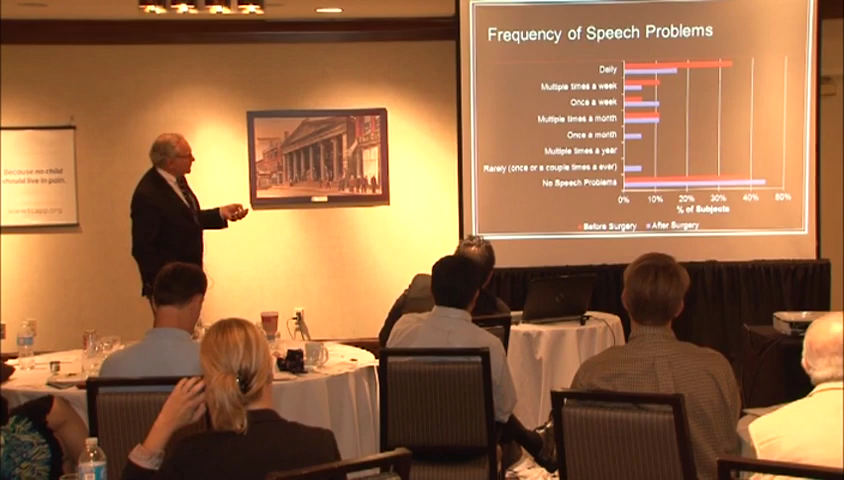 Frequency of Speech Problems
Daily
Multiple times a week
Once a week
Multiple times a month
Once a month
Multiple times a year
Rarely (once or a couple times a ever)
No Speech Problems
0% 10% 20% 30% 40% 50%
% of Subjects
Before Surgery After Surgery
Because no child
should live in pain.